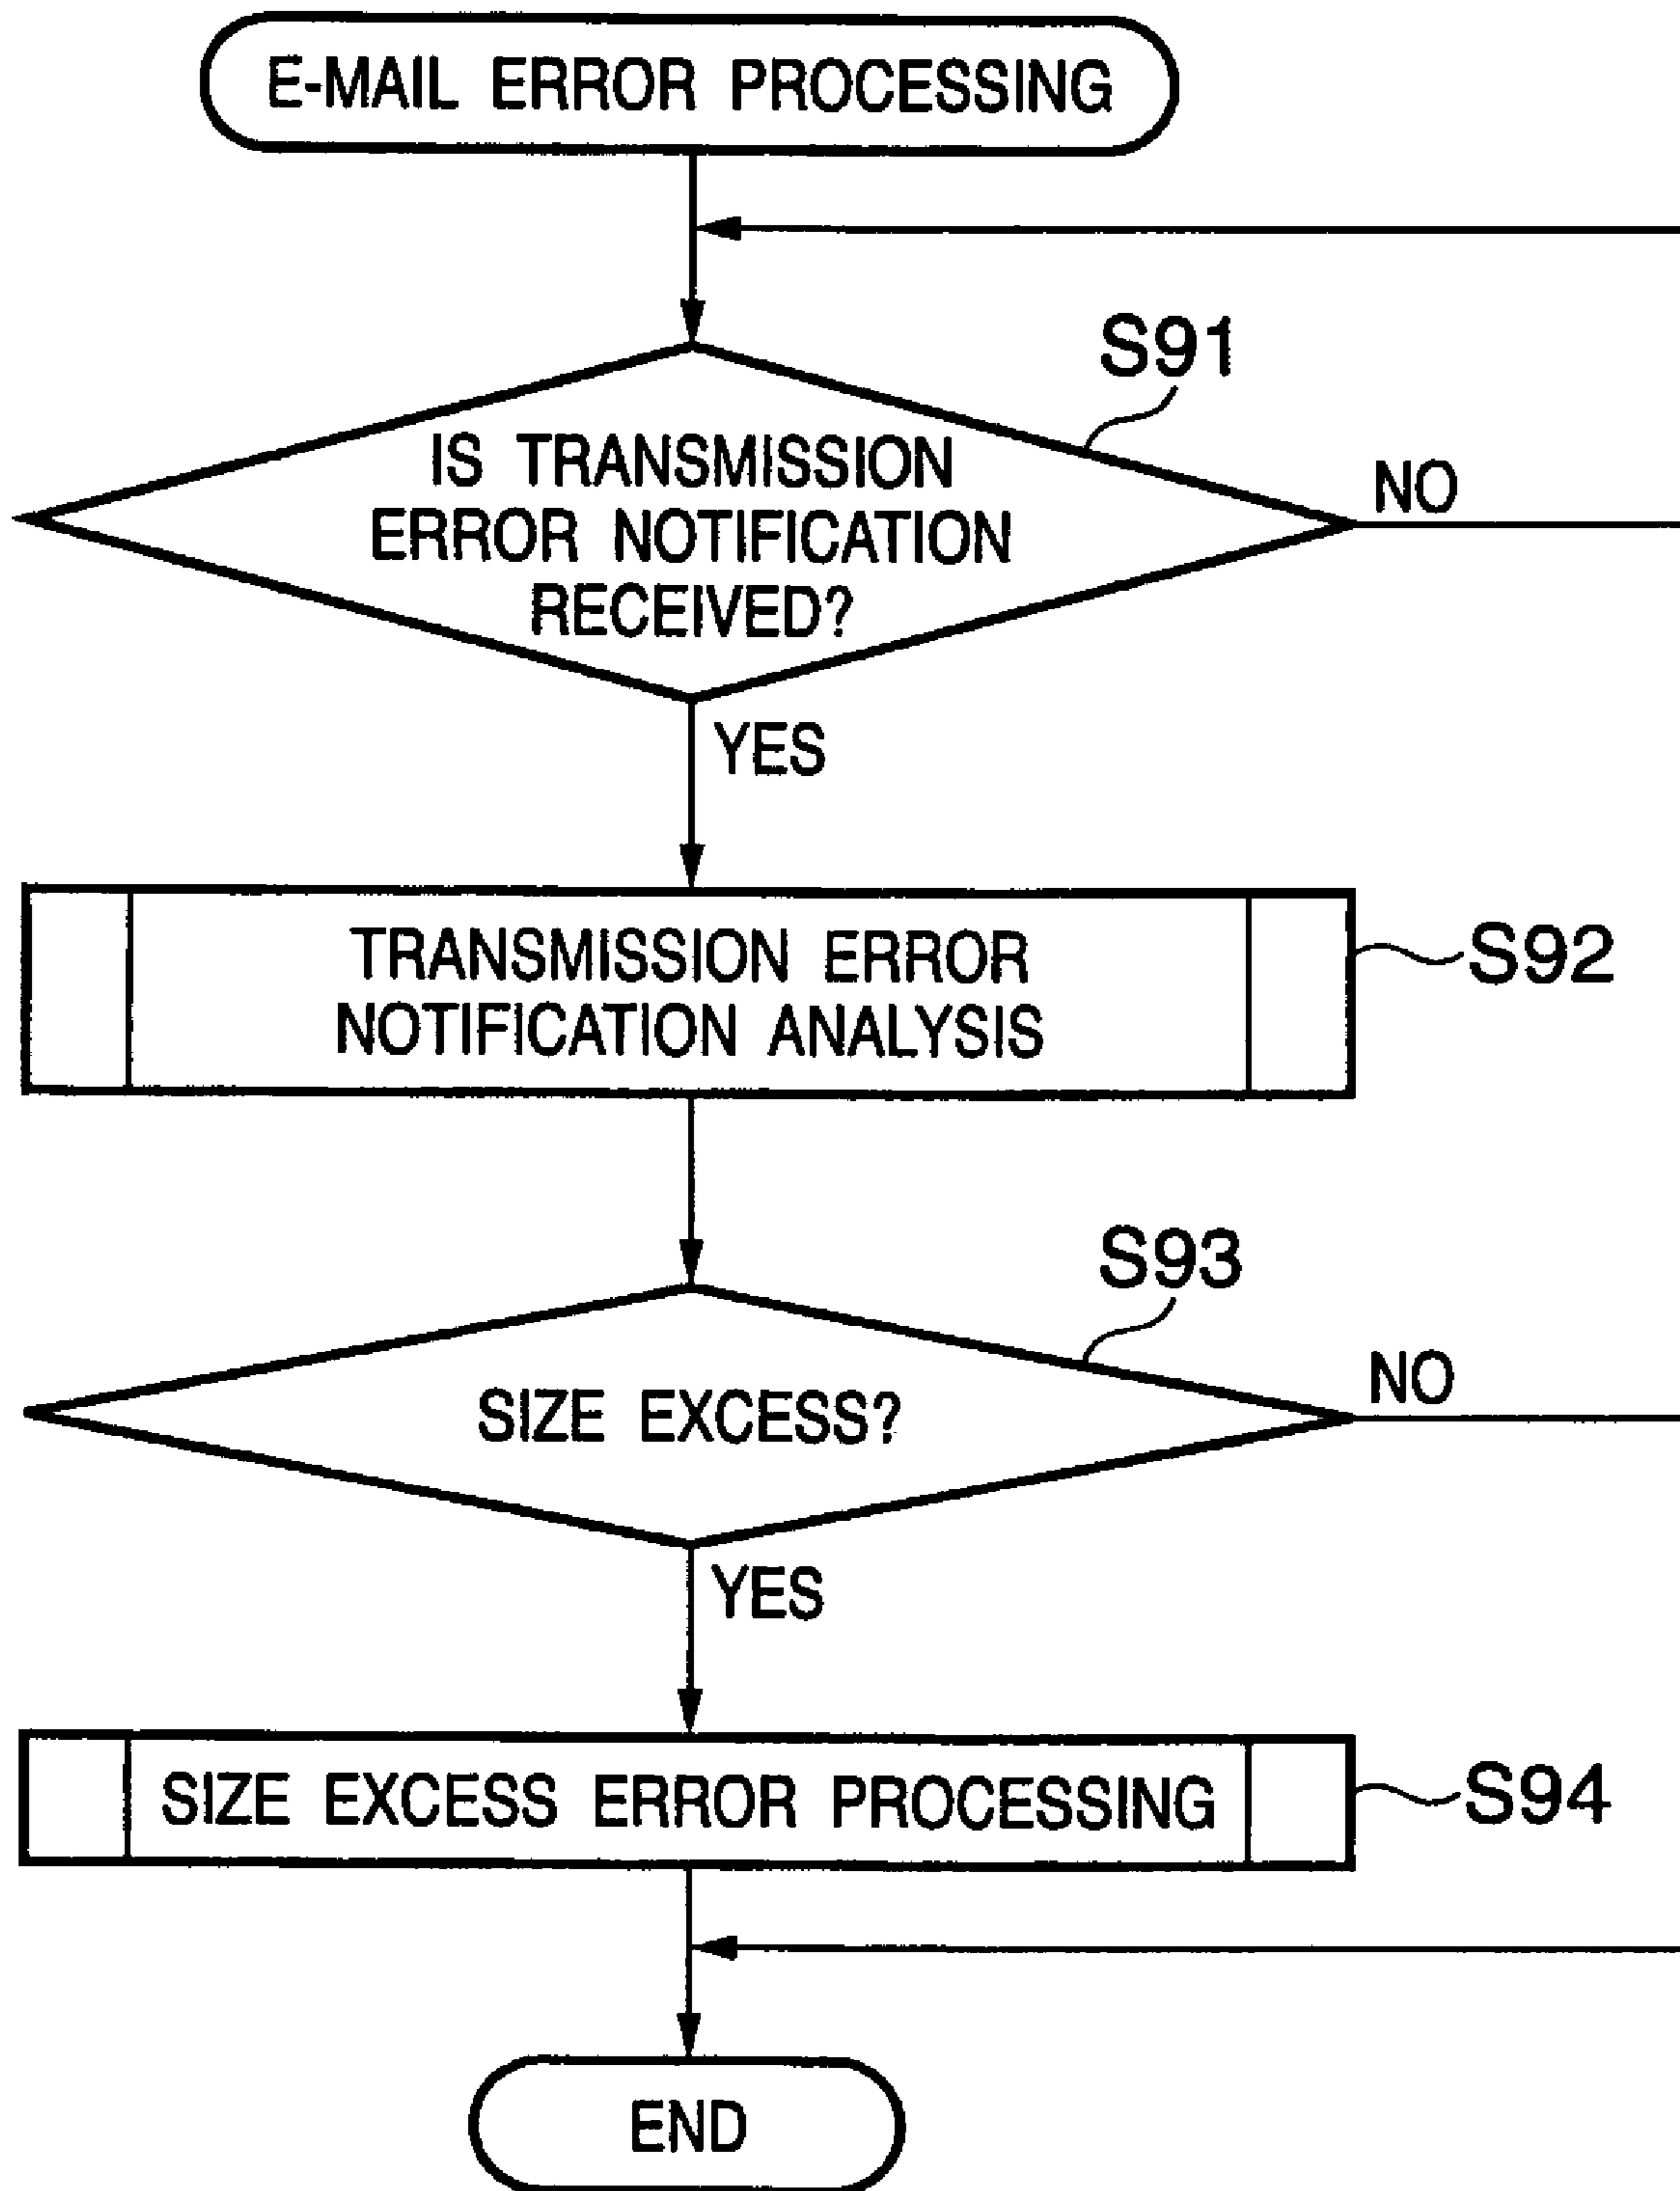 E-MAIL ERROR PROCESSING
S91
IS TRANSMISSION
ERROR NOTIFICATION
RECEIVED?
NO
YES
TRANSMISSION ERROR
NOTIFICATION ANALYSIS
S92
S93
SIZE EXCESS?
NO
YES
SIZE EXCESS ERROR PROCESSING
S94
END